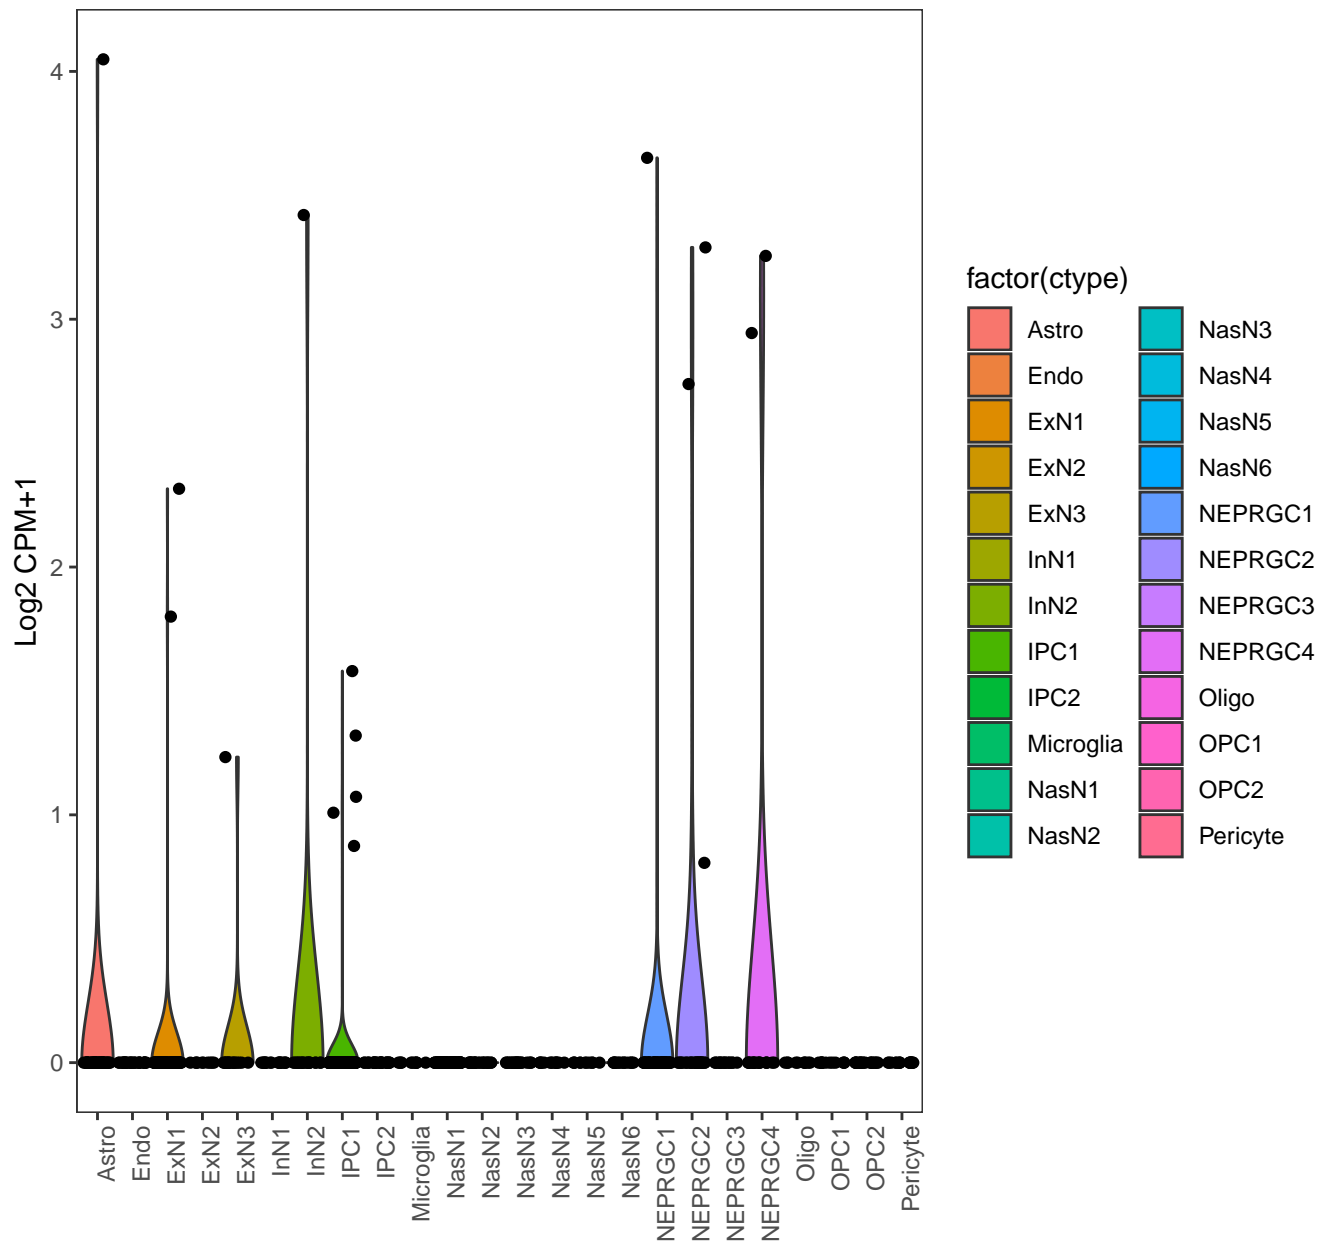 Log2 CPM+1
4
3
2
1
0
Astro
Endo
ExN1
ExN2
ExN3
InN1
InN2
IPC1
IPC2
Microglia
NasN1
NasN2
NasN3
NasN4
NasN5
NasN6
NEPRGC1
NEPRGC2
NEPRGC3
NEPRGC4
Oligo
OPC1
OPC2
Pericyte
factor(ctype)
Astro
Endo
ExN1
ExN2
ExN3
InN1
InN2
IPC1
IPC2
Microglia
NasN1
NasN2
NasN3
NasN4
NasN5
NasN6
NEPRGC1
NEPRGC2
NEPRGC3
NEPRGC4
Oligo
OPC1
OPC2
Pericyte